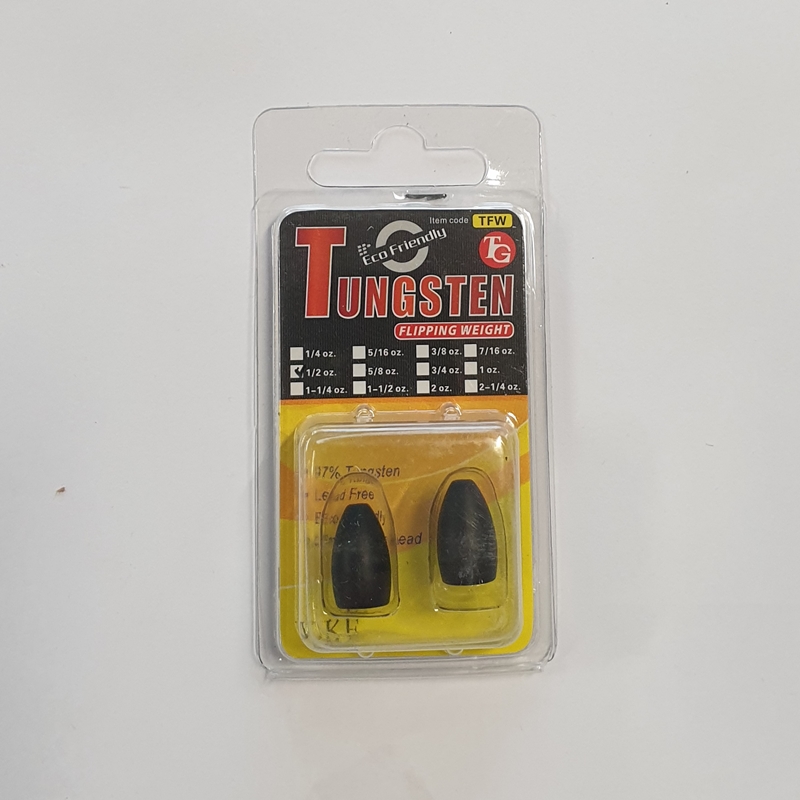 Item code TFW
Eco Friendly
TG
TUNGSTEN
FLIPPING WEIGHT
1/4 oz. 5/16 oz. 3/8 oz. 7/16 oz.
1/2 oz. 5/8 oz. 3/4 oz. 1 oz.
1-1/4 oz. 1-1/2 oz. 2 oz. 2-1/4 oz.
97% Tungsten
Lead Free